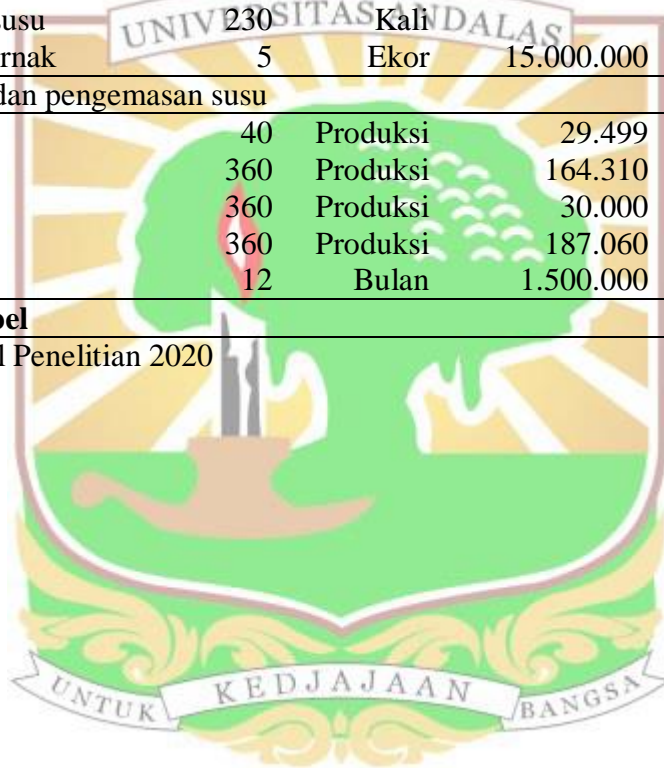 susu 230 Kali
UNIVERSITAS ANDALAS
rnak 5 Ekor 15.000.000
dan pengemasan susu
40 Produksi 29.499
360 Produksi 164.310
360 Produksi 30.000
360 Produksi 187.060
12 Bulan 1.500.000
bel
l Penelitian 2020
UNTUK KEDJAJAAN BANGSA